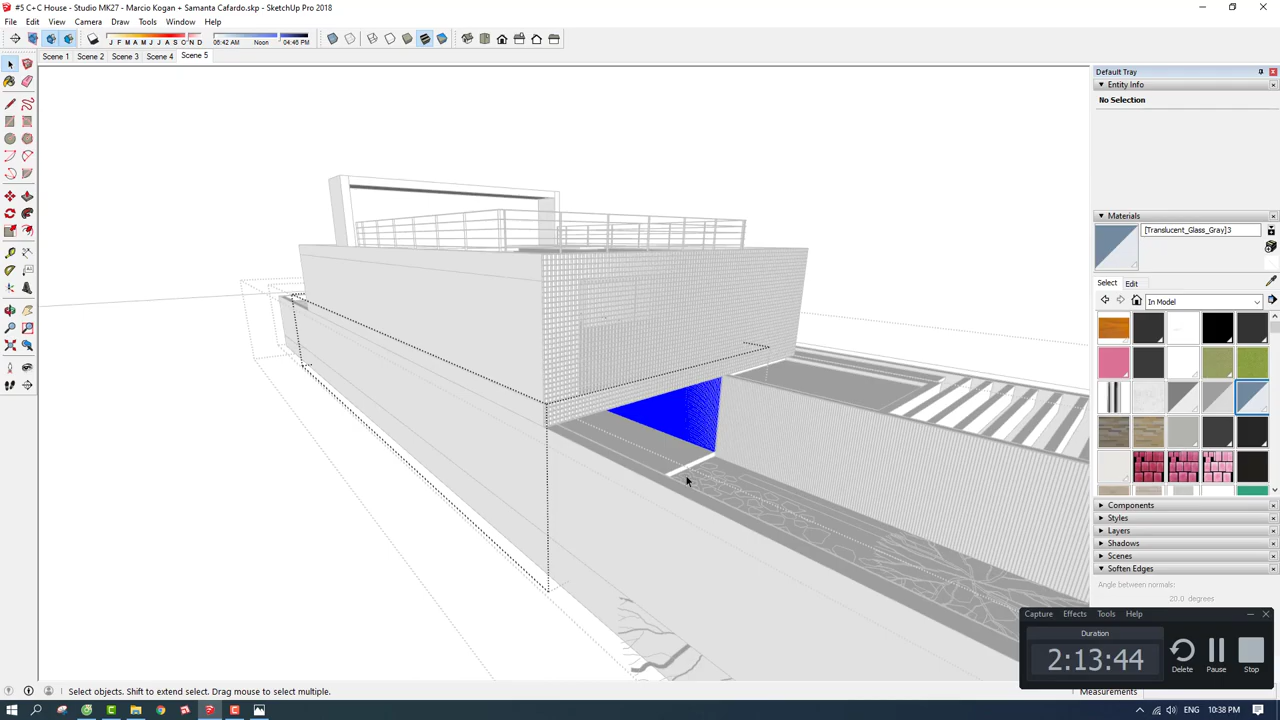 #5 C+C House - Studio MK27 - Marcio Kogan + Samanta Cafardo.skp - SketchUp Pro 2018
File Edit View Camera Draw Tools Window Help
J F M A M J J A S O N D 06:42 AM Noon 04:46 PM
Scene 1 Scene 2 Scene 3 Scene 4 Scene 5
Default Tray
Entity Info
No Selection
Materials
[Translucent_Glass_Gray]3
Select Edit
In Model
Components
Styles
Layers
Shadows
Scenes
Soften Edges
Angle between normals:
20.0 degrees
Capture Effects Tools Help
Duration
2:13:44
Delete Pause Stop
Select objects. Shift to extend select. Drag mouse to select multiple.
Measurements
ENG 10:38 PM